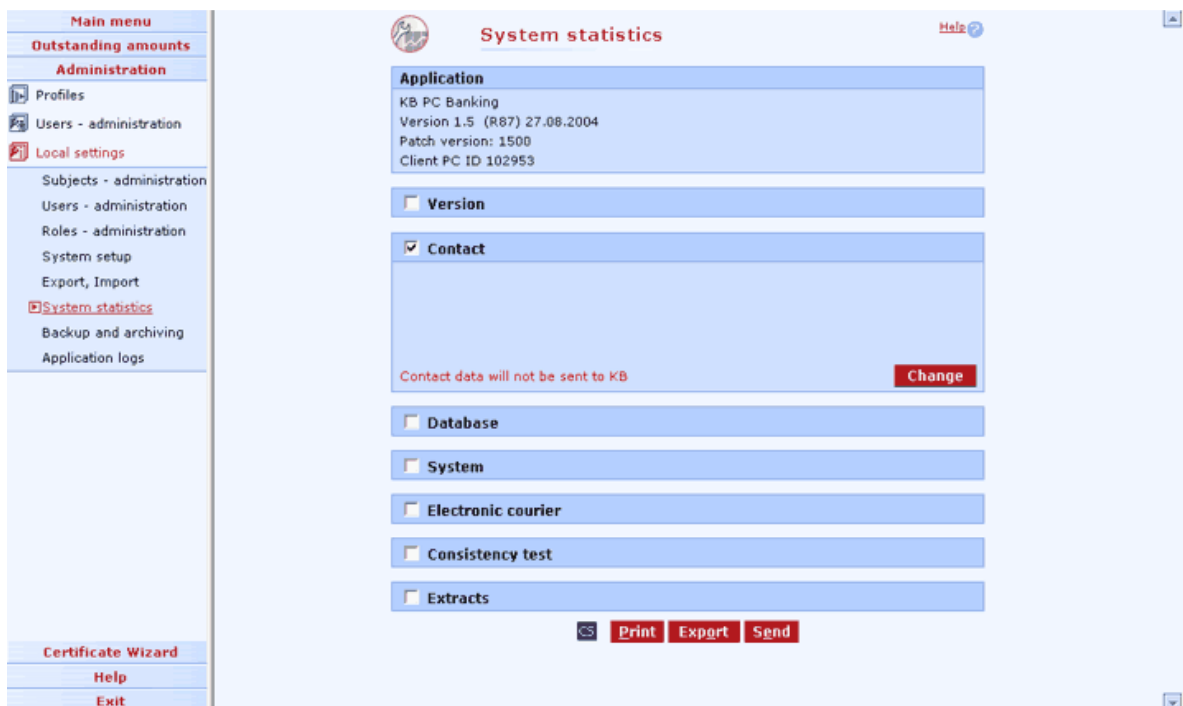 Main menu
Outstanding amounts
Administration
Profiles
Users - administration
Local settings
Subjects - administration
Users - administration
Roles - administration
System setup
Export, Import
System statistics
Backup and archiving
Application logs
Certificate Wizard
Help
Exit
System statistics
Help
Application
KB PC Banking
Version 1.5 (R87) 27.08.2004
Patch version: 1500
Client PC ID 102953
Version
Contact
Contact data will not be sent to KB
Change
Database
System
Electronic courier
Consistency test
Extracts
CS Print Export Send